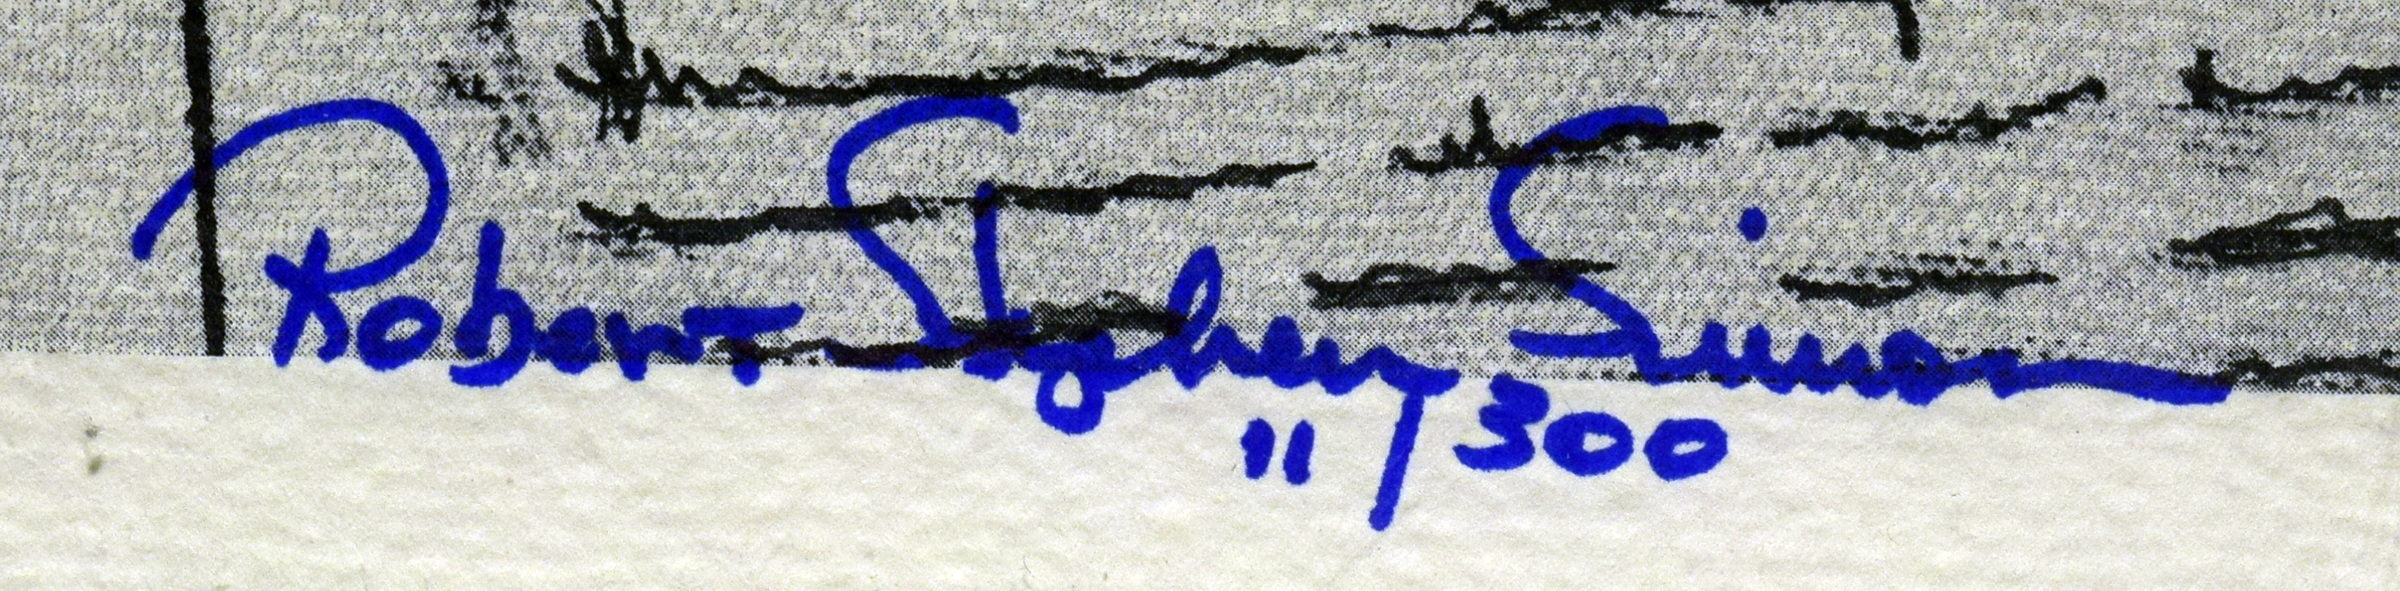 Robert Stephen Simon
11/300